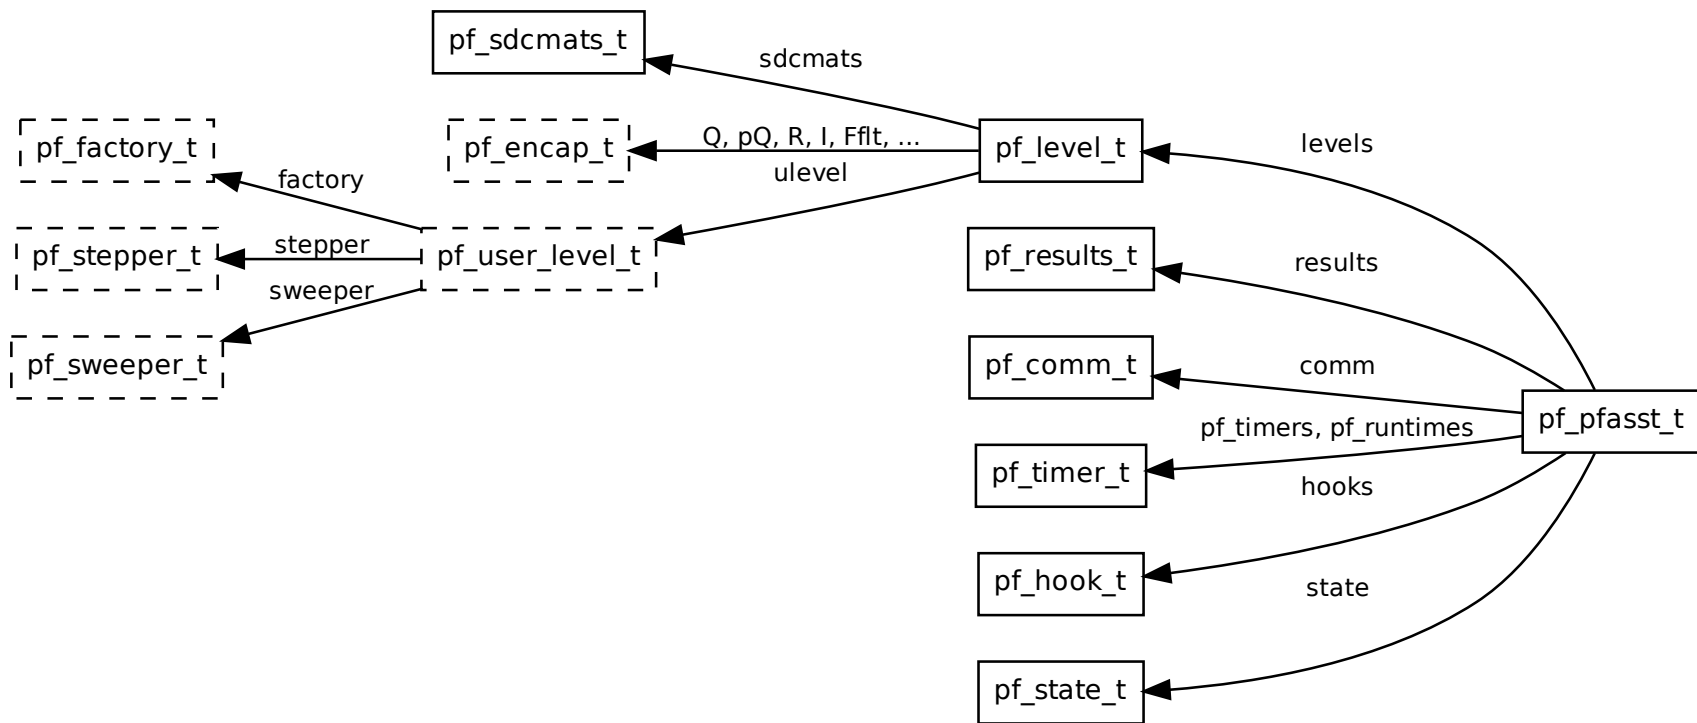 pf_sdcmats_t
sdcmats
pf_factory_t
pf_encap_t
Q, pQ, R, I, Fflt, ...
pf_level_t
levels
factory
ulevel
pf_stepper_t
stepper
pf_user_level_t
pf_results_t
results
sweeper
pf_sweeper_t
pf_comm_t
comm
pf_pfasst_t
pf_timers, pf_runtimes
pf_timer_t
hooks
pf_hook_t
state
pf_state_t